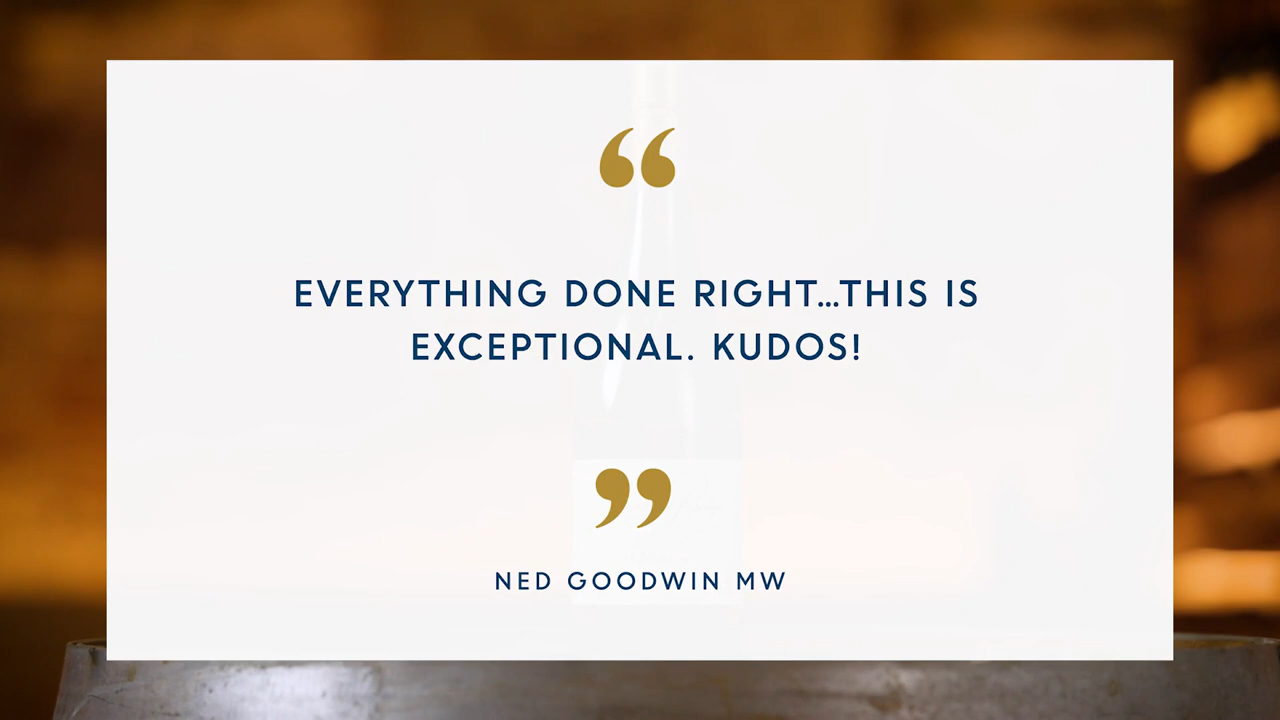 “
EVERYTHING DONE RIGHT...THIS IS
EXCEPTIONAL. KUDOS!
”
NED GOODWIN MW